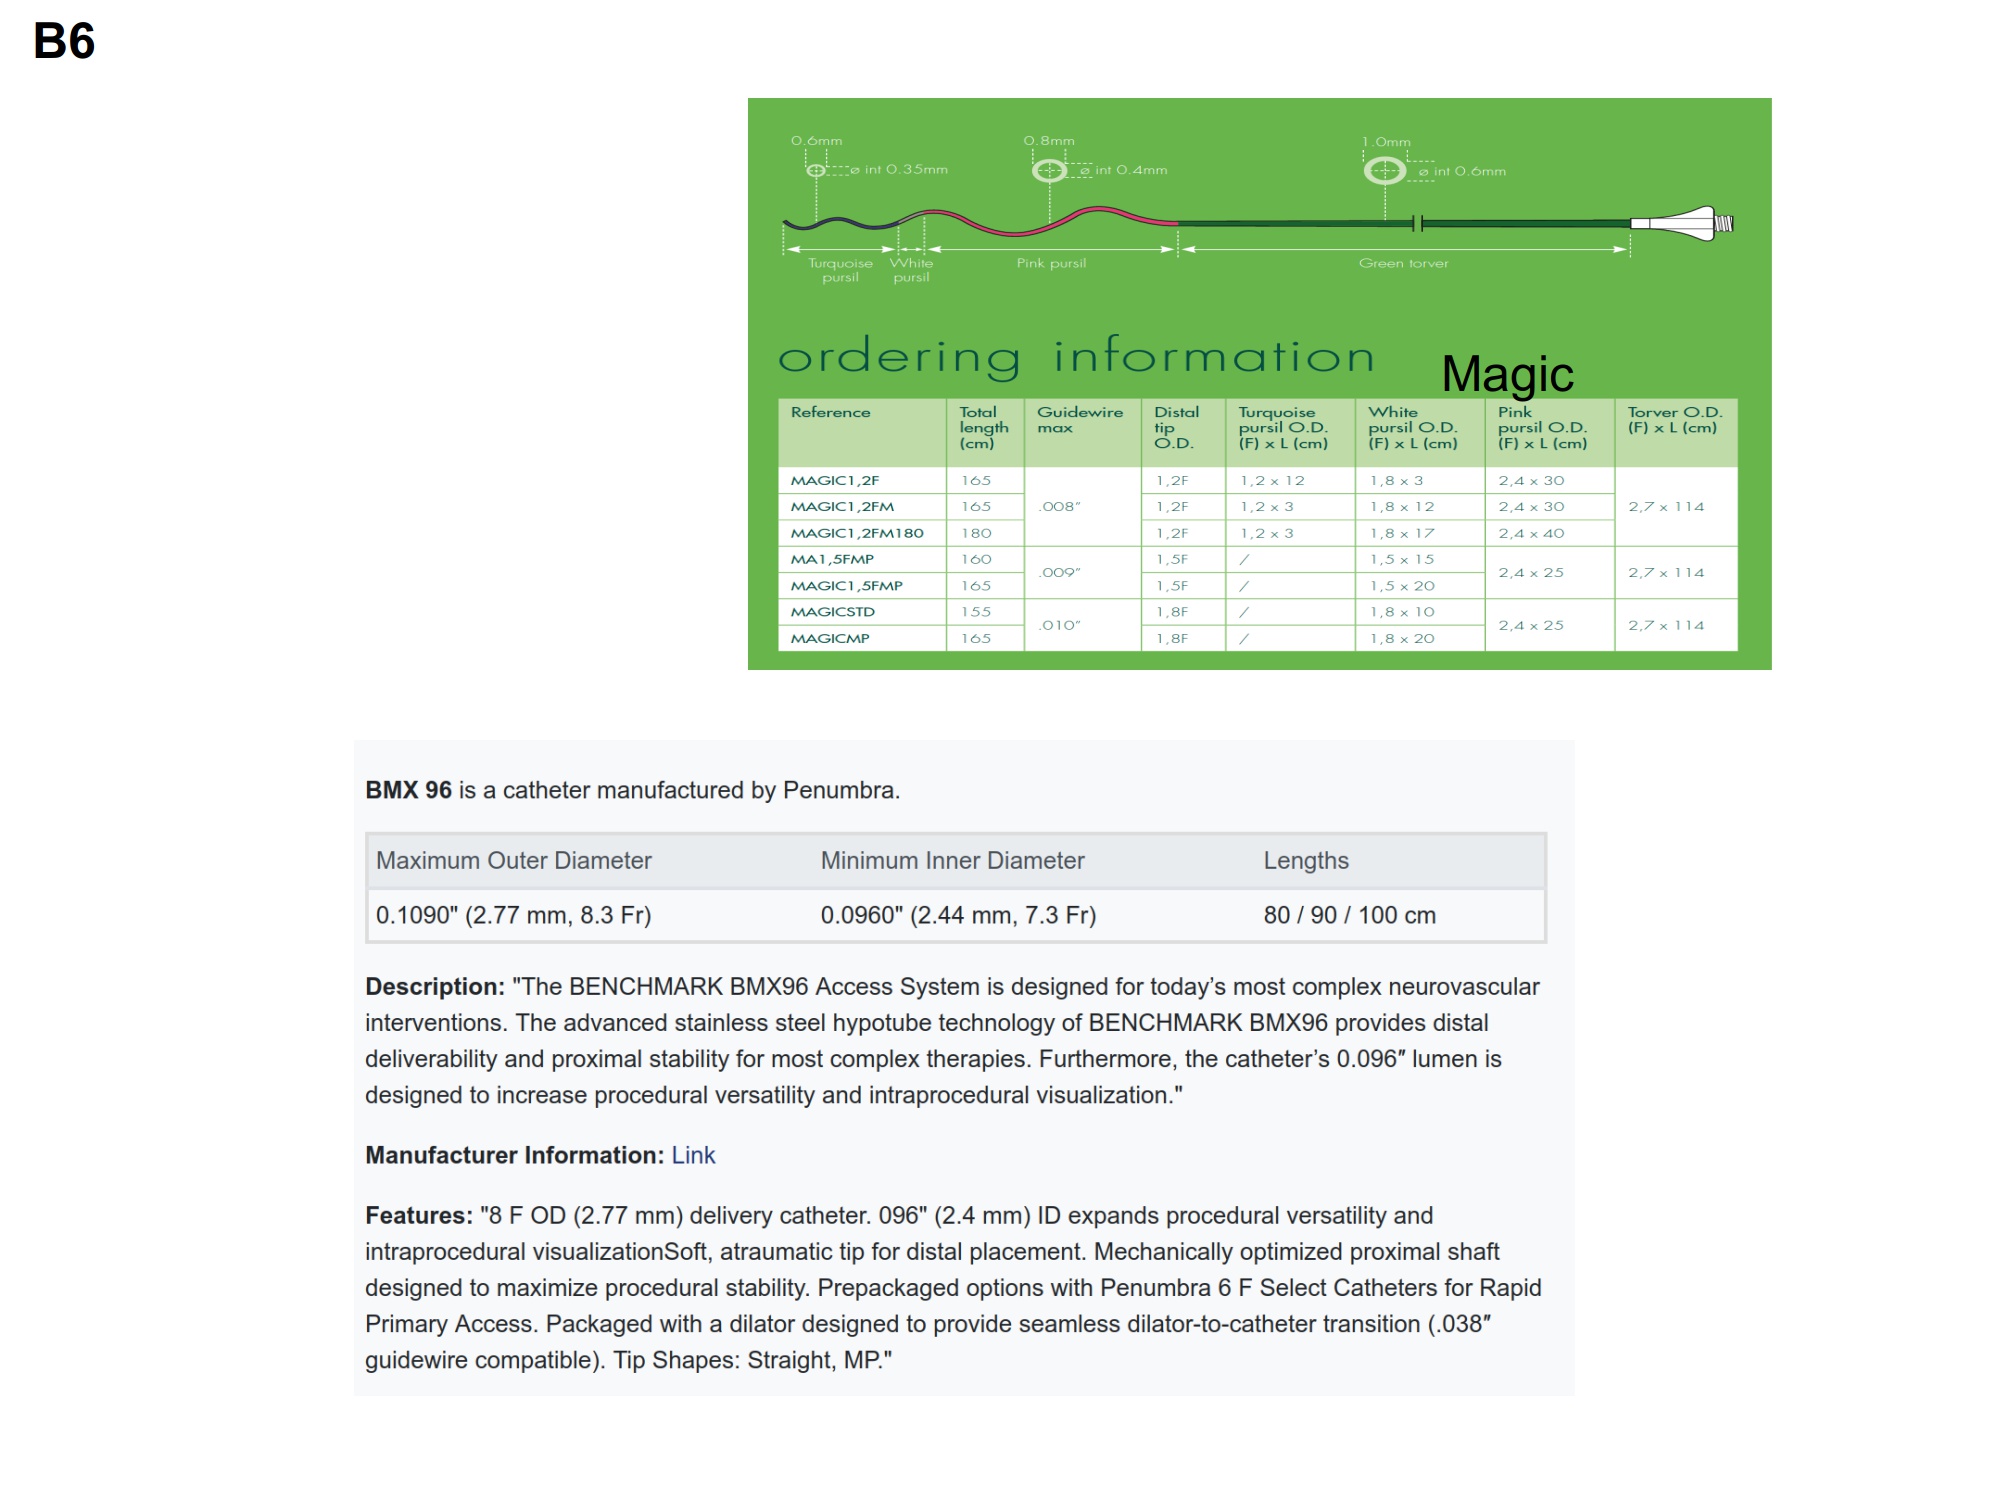 B6
0.6mm
ø int 0.35mm
0.8mm
ø int 0.4mm
1.0mm
ø int 0.6mm
Turquoise
pursil
White
pursil
Pink pursil
Green torver
ordering information
Magic
Reference Total length (cm) Guidewire max Distal tip O.D. Turquoise pursil O.D. (F) x L (cm) White pursil O.D. (F) x L (cm) Pink pursil O.D. (F) x L (cm) Torver O.D. (F) x L (cm)
MAGIC1,2F 165 1,2F 1,2 x 12 1,8 x 3 2,4 x 30
MAGIC1,2FM 165 .008" 1,2F 1,2 x 3 1,8 x 12 2,4 x 30 2,7 x 114
MAGIC1,2FM180 180 1,2F 1,2 x 3 1,8 x 17 2,4 x 40
MA1,5FMP 160 .009" 1,5F / 1,5 x 15 2,4 x 25 2,7 x 114
MAGIC1,5FMP 165 1,5F / 1,5 x 20
MAGICSTD 155 .010" 1,8F / 1,8 x 10 2,4 x 25 2,7 x 114
MAGICMP 165 1,8F / 1,8 x 20
BMX 96 is a catheter manufactured by Penumbra.
Maximum Outer Diameter Minimum Inner Diameter Lengths
0.1090" (2.77 mm, 8.3 Fr) 0.0960" (2.44 mm, 7.3 Fr) 80 / 90 / 100 cm
Description: "The BENCHMARK BMX96 Access System is designed for today’s most complex neurovascular
interventions. The advanced stainless steel hypotube technology of BENCHMARK BMX96 provides distal
deliverability and proximal stability for most complex therapies. Furthermore, the catheter’s 0.096″ lumen is
designed to increase procedural versatility and intraprocedural visualization."
Manufacturer Information: Link
Features: "8 F OD (2.77 mm) delivery catheter. 096" (2.4 mm) ID expands procedural versatility and
intraprocedural visualizationSoft, atraumatic tip for distal placement. Mechanically optimized proximal shaft
designed to maximize procedural stability. Prepackaged options with Penumbra 6 F Select Catheters for Rapid
Primary Access. Packaged with a dilator designed to provide seamless dilator-to-catheter transition (.038″
guidewire compatible). Tip Shapes: Straight, MP."